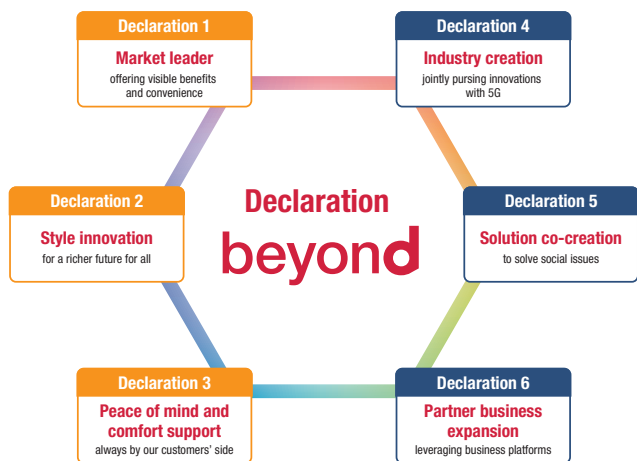 Declaration 1
Market leader
offering visible benefits
and convenience
Declaration 4
Industry creation
jointly pursing innovations
with 5G
Declaration 2
Style innovation
for a richer future for all
Declaration
beyond
Declaration 5
Solution co-creation
to solve social issues
Declaration 3
Peace of mind and
comfort support
always by our customers' side
Declaration 6
Partner business
expansion
leveraging business platforms